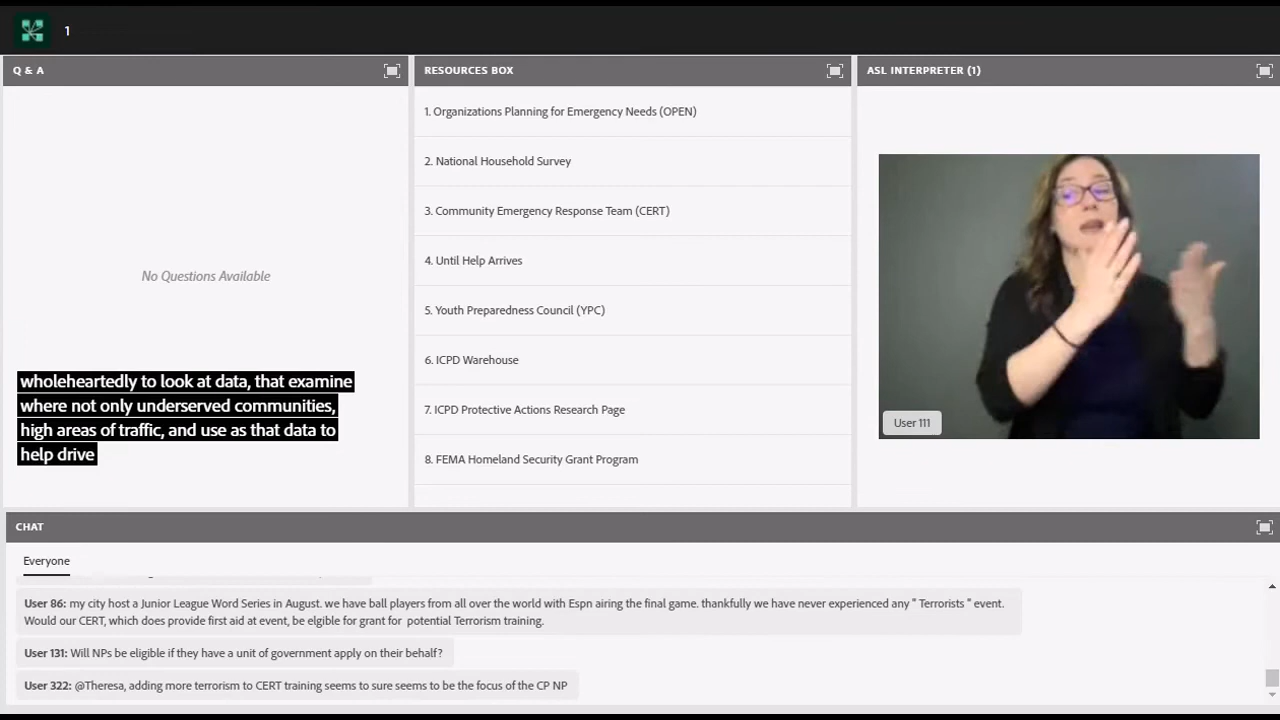 1
Q & A
No Questions Available
wholeheartedly to look at data, that examine
where not only underserved communities,
high areas of traffic, and use as that data to
help drive
RESOURCES BOX
1. Organizations Planning for Emergency Needs (OPEN)
2. National Household Survey
3. Community Emergency Response Team (CERT)
4. Until Help Arrives
5. Youth Preparedness Council (YPC)
6. ICPD Warehouse
7. ICPD Protective Actions Research Page
8. FEMA Homeland Security Grant Program
ASL INTERPRETER (1)
User 111
CHAT
Everyone
User 86: my city host a Junior League Word Series in August. we have ball players from all over the world with Espn airing the final game. thankfully we have never experienced any " Terrorists " event.
Would our CERT, which does provide first aid at event, be elgible for grant for potential Terrorism training.
User 131: Will NPs be eligible if they have a unit of government apply on their behalf?
User 322: @Theresa, adding more terrorism to CERT training seems to sure seems to be the focus of the CP NP